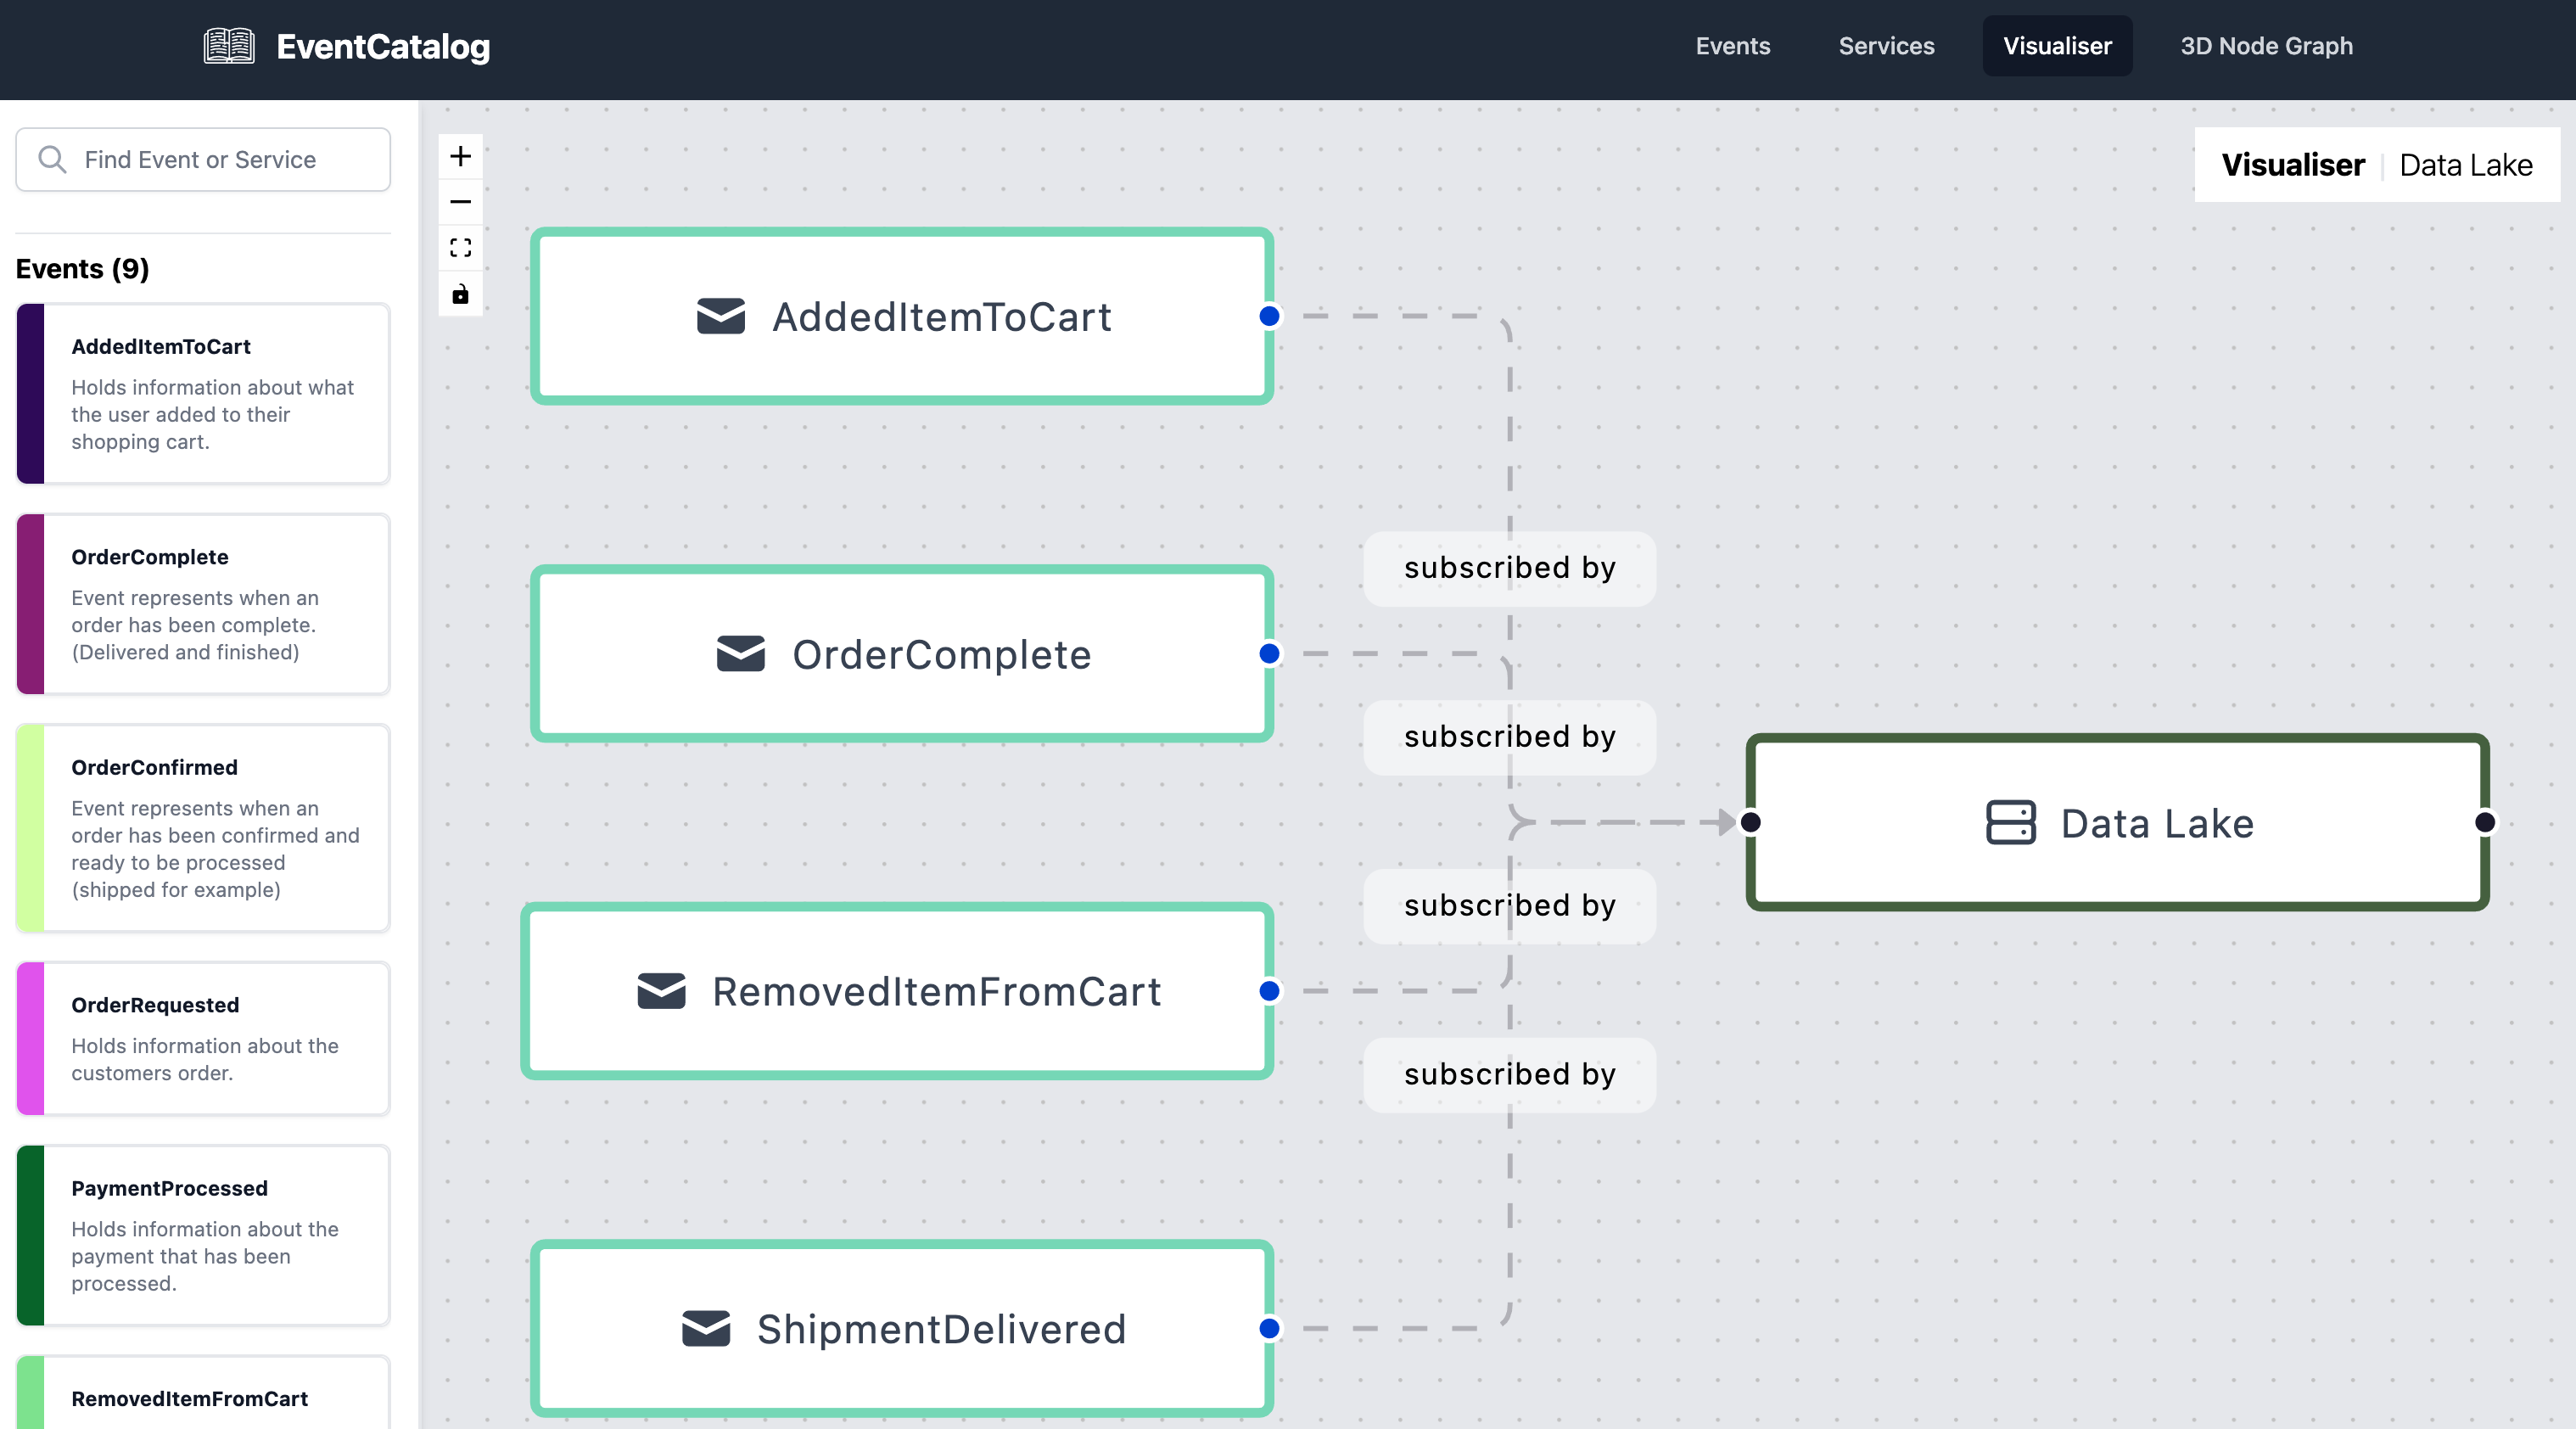 EventCatalog
Events
Services
Visualiser
3D Node Graph
Find Event or Service
Events (9)
AddedItemToCart
Holds information about what
the user added to their
shopping cart.
OrderComplete
Event represents when an
order has been complete.
(Delivered and finished)
OrderConfirmed
Event represents when an
order has been confirmed and
ready to be processed
(shipped for example)
OrderRequested
Holds information about the
customers order.
PaymentProcessed
Holds information about the
payment that has been
processed.
RemovedItemFromCart
Visualiser | Data Lake
AddedItemToCart
OrderComplete
RemovedItemFromCart
ShipmentDelivered
subscribed by
subscribed by
subscribed by
subscribed by
Data Lake